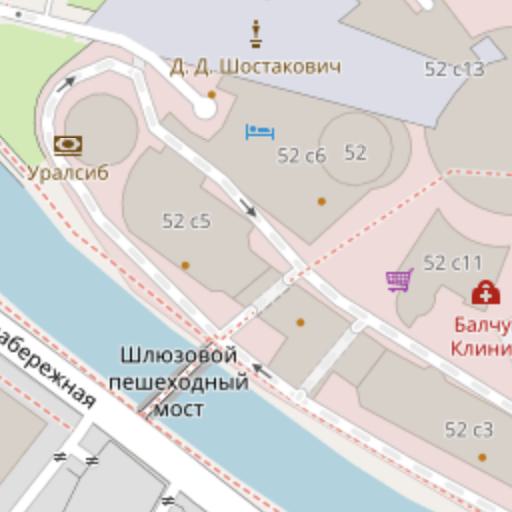 Д. Д. Шостакович
52 с13
52 с6
52
Уралсиб
52 с5
52 с11
Балчу
Клини
Шлюзовой
пешеходный
мост
абережная
52 с3